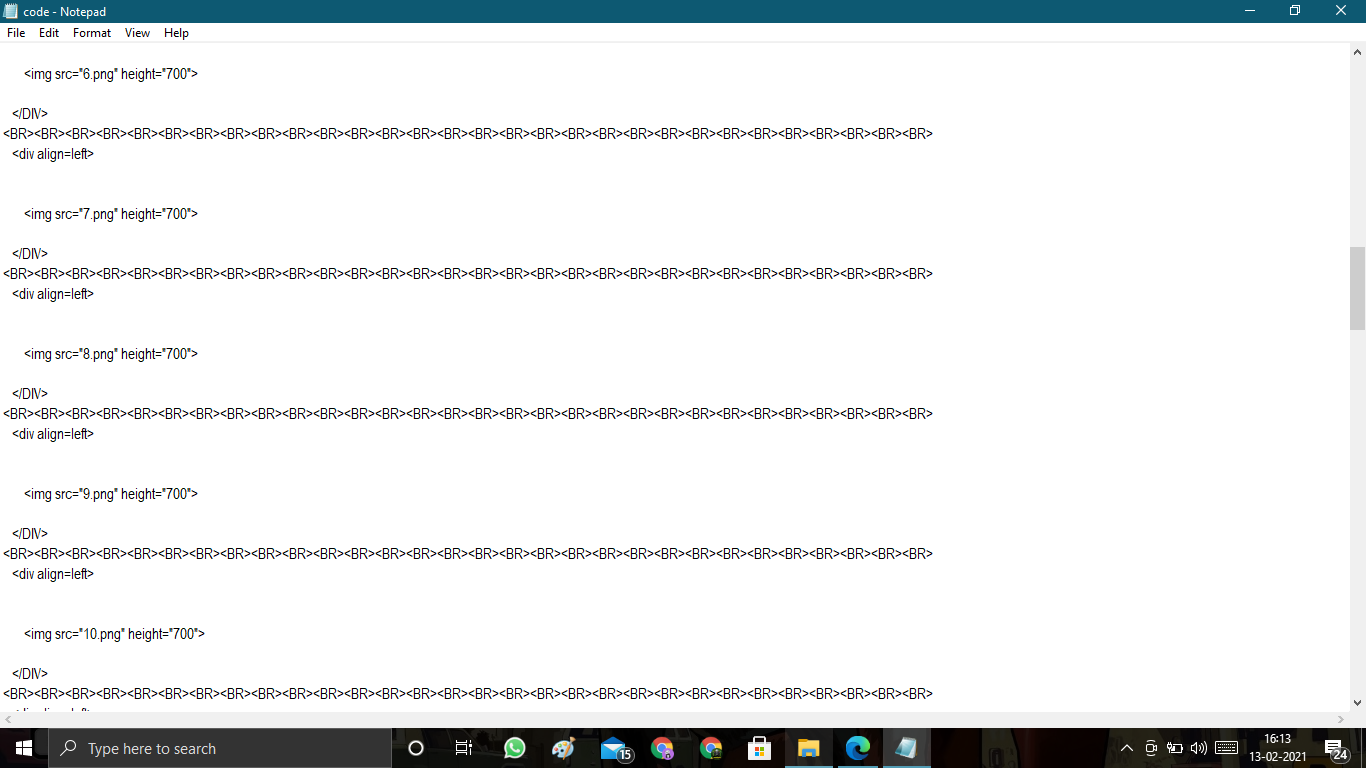 code - Notepad
File Edit Format View Help
<img src="6.png" height="700">
</DIV>
<BR><BR><BR><BR><BR><BR><BR><BR><BR><BR><BR><BR><BR><BR><BR><BR><BR><BR><BR><BR><BR><BR><BR><BR><BR><BR><BR><BR><BR><BR>
<div align=left>
<img src="7.png" height="700">
</DIV>
<BR><BR><BR><BR><BR><BR><BR><BR><BR><BR><BR><BR><BR><BR><BR><BR><BR><BR><BR><BR><BR><BR><BR><BR><BR><BR><BR><BR><BR><BR>
<div align=left>
<img src="8.png" height="700">
</DIV>
<BR><BR><BR><BR><BR><BR><BR><BR><BR><BR><BR><BR><BR><BR><BR><BR><BR><BR><BR><BR><BR><BR><BR><BR><BR><BR><BR><BR><BR><BR>
<div align=left>
<img src="9.png" height="700">
</DIV>
<BR><BR><BR><BR><BR><BR><BR><BR><BR><BR><BR><BR><BR><BR><BR><BR><BR><BR><BR><BR><BR><BR><BR><BR><BR><BR><BR><BR><BR><BR>
<div align=left>
<img src="10.png" height="700">
</DIV>
<BR><BR><BR><BR><BR><BR><BR><BR><BR><BR><BR><BR><BR><BR><BR><BR><BR><BR><BR><BR><BR><BR><BR><BR><BR><BR><BR><BR><BR><BR>
Type here to search
15
16:13
13-02-2021
24